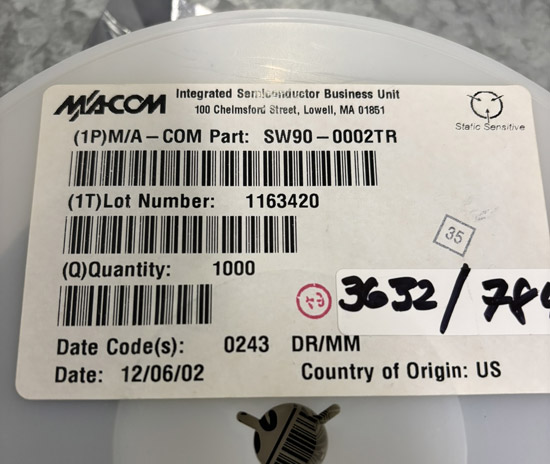 M/A-COM
Integrated Semiconductor Business Unit
100 Chelmsford Street, Lowell, MA 01851
Static Sensitive
(1P)M/A-COM Part: SW90-0002TR
(1T)Lot Number: 1163420
35
(Q)Quantity: 1000
3632/784
Date Code(s): 0243 DR/MM
Date: 12/06/02 Country of Origin: US